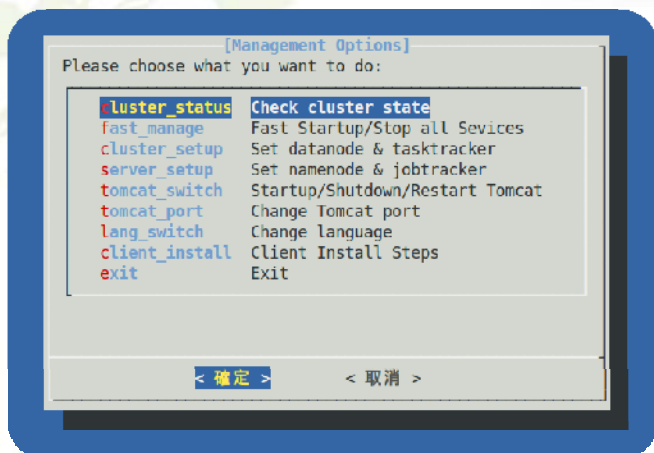 [Management Options]
Please choose what you want to do:
cluster_status Check cluster state
fast_manage Fast Startup/Stop all Sevices
cluster_setup Set datanode & tasktracker
server_setup Set namenode & jobtracker
tomcat_switch Startup/Shutdown/Restart Tomcat
tomcat_port Change Tomcat port
lang_switch Change language
client_install Client Install Steps
exit Exit
< 確定 > < 取消 >